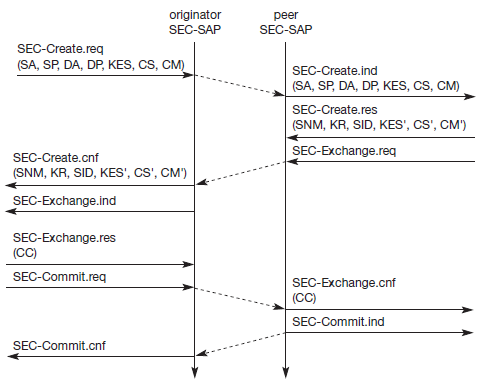 originator
SEC-SAP
peer
SEC-SAP
SEC-Create.req
(SA, SP, DA, DP, KES, CS, CM)
SEC-Create.ind
(SA, SP, DA, DP, KES, CS, CM)
SEC-Create.res
(SNM, KR, SID, KES', CS', CM')
SEC-Exchange.req
SEC-Create.cnf
(SNM, KR, SID, KES', CS', CM')
SEC-Exchange.ind
SEC-Exchange.res
(CC)
SEC-Commit.req
SEC-Exchange.cnf
(CC)
SEC-Commit.ind
SEC-Commit.cnf